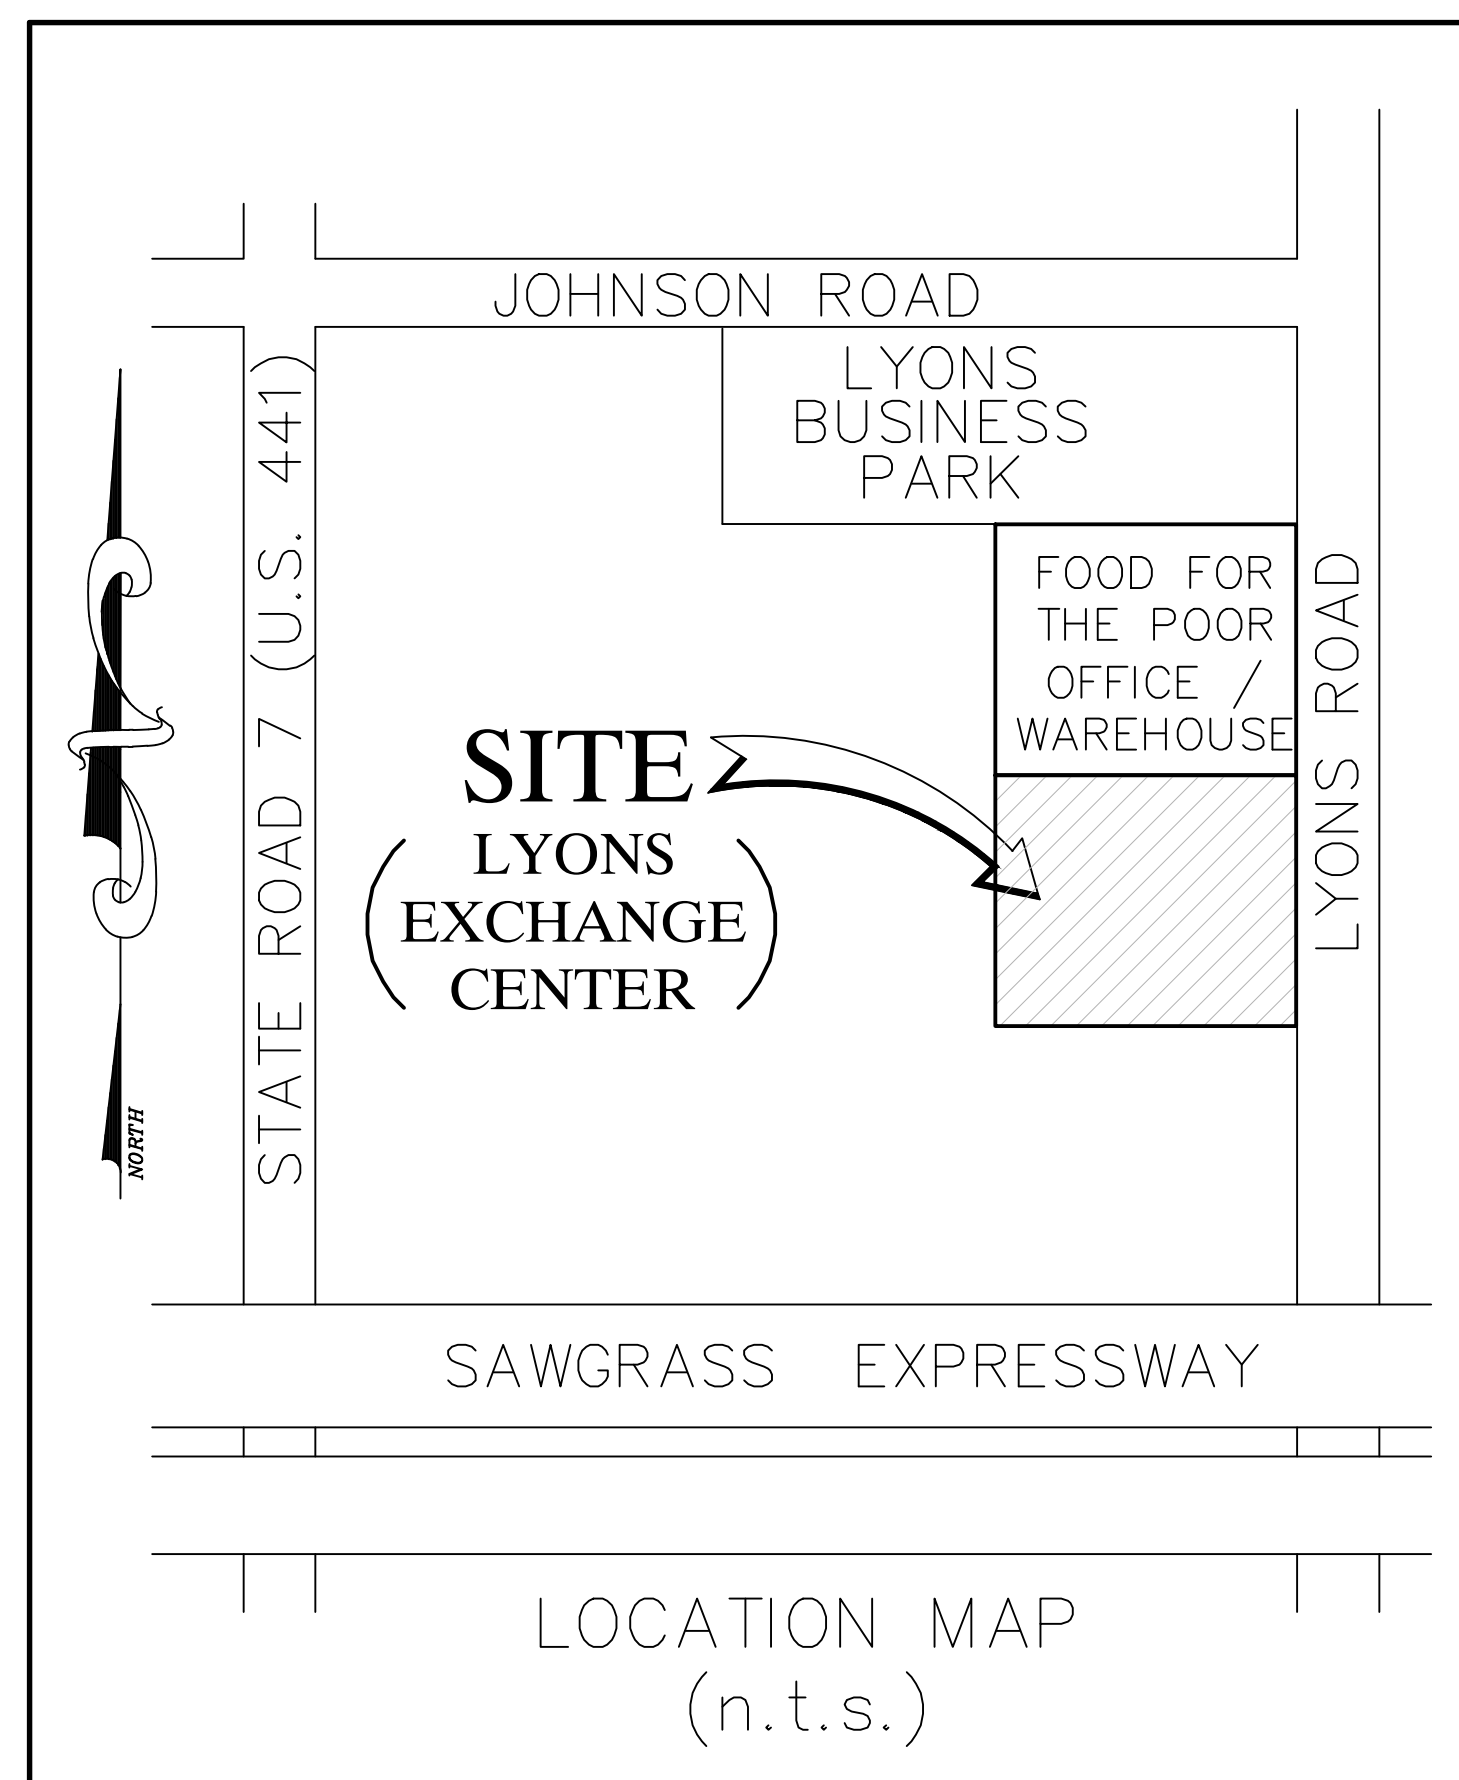 JOHNSON ROAD
LYONS
BUSINESS
PARK
STATE ROAD 7 (U.S. 441)
FOOD FOR
THE POOR
OFFICE /
WAREHOUSE
LYONS ROAD
SITE
(LYONS
EXCHANGE
CENTER)
NORTH
SAWGRASS EXPRESSWAY
LOCATION MAP
(n.t.s.)